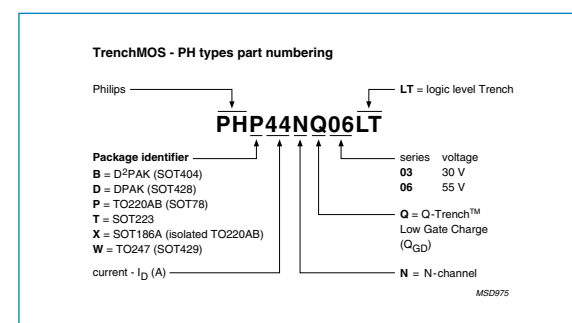 TrenchMOS - PH types part numbering
Philips
LT = logic level Trench
PHP44NQ06LT
Package identifier
B = D2PAK (SOT404)
D = DPAK (SOT428)
P = TO220AB (SOT78)
T = SOT223
X = SOT186A (isolated TO220AB)
W = TO247 (SOT429)
current - ID (A)
series voltage
03 30 V
06 55 V
Q = Q-Trench™
Low Gate Charge
(QGD)
N = N-channel
MSD975